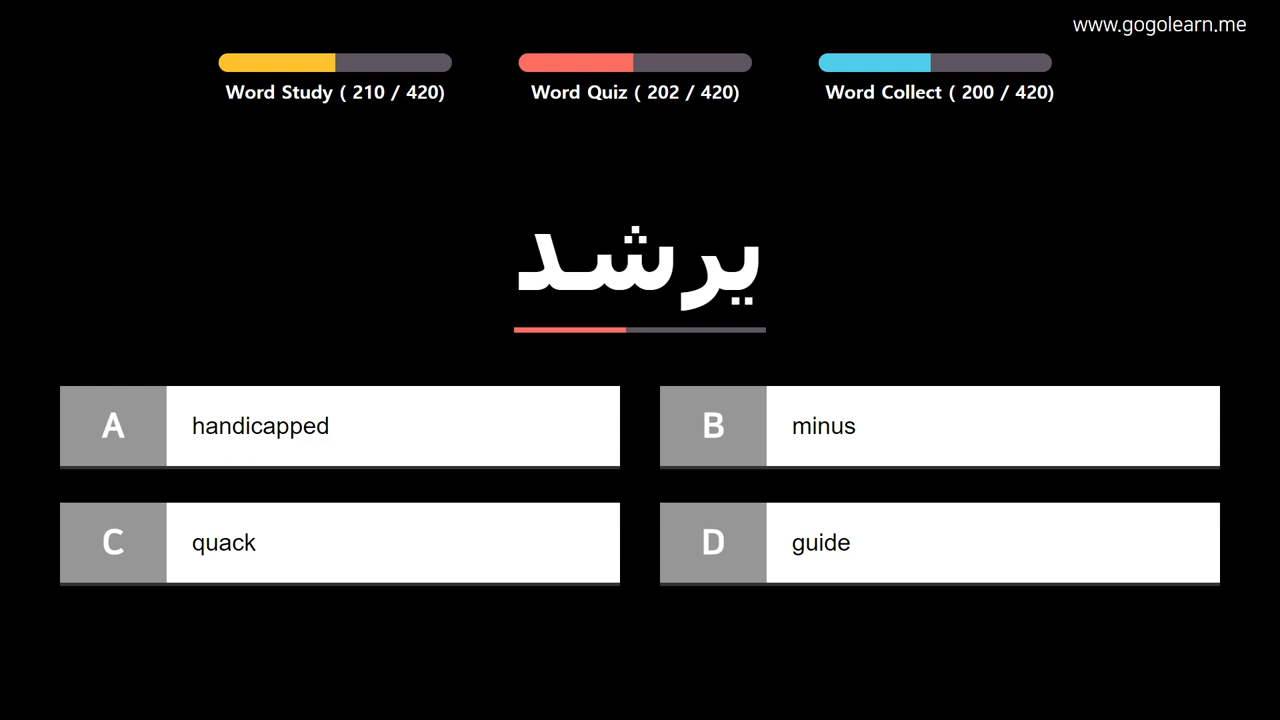 www.gogolearn.me
Word Study ( 210 / 420)
Word Quiz ( 202 / 420)
Word Collect ( 200 / 420)
يرشد
A handicapped
B minus
C quack
D guide